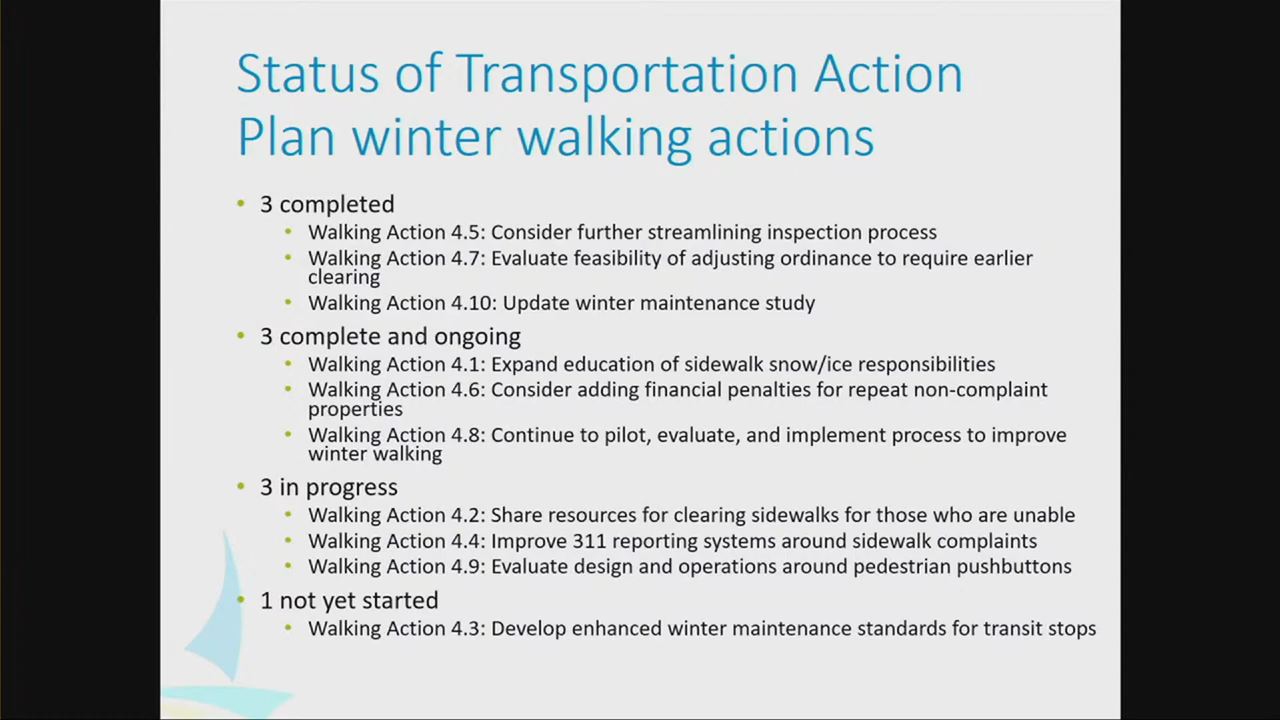 Status of Transportation Action
Plan winter walking actions
• 3 completed
• Walking Action 4.5: Consider further streamlining inspection process
• Walking Action 4.7: Evaluate feasibility of adjusting ordinance to require earlier
clearing
• Walking Action 4.10: Update winter maintenance study
• 3 complete and ongoing
• Walking Action 4.1: Expand education of sidewalk snow/ice responsibilities
• Walking Action 4.6: Consider adding financial penalties for repeat non-complaint
properties
• Walking Action 4.8: Continue to pilot, evaluate, and implement process to improve
winter walking
• 3 in progress
• Walking Action 4.2: Share resources for clearing sidewalks for those who are unable
• Walking Action 4.4: Improve 311 reporting systems around sidewalk complaints
• Walking Action 4.9: Evaluate design and operations around pedestrian pushbuttons
• 1 not yet started
• Walking Action 4.3: Develop enhanced winter maintenance standards for transit stops